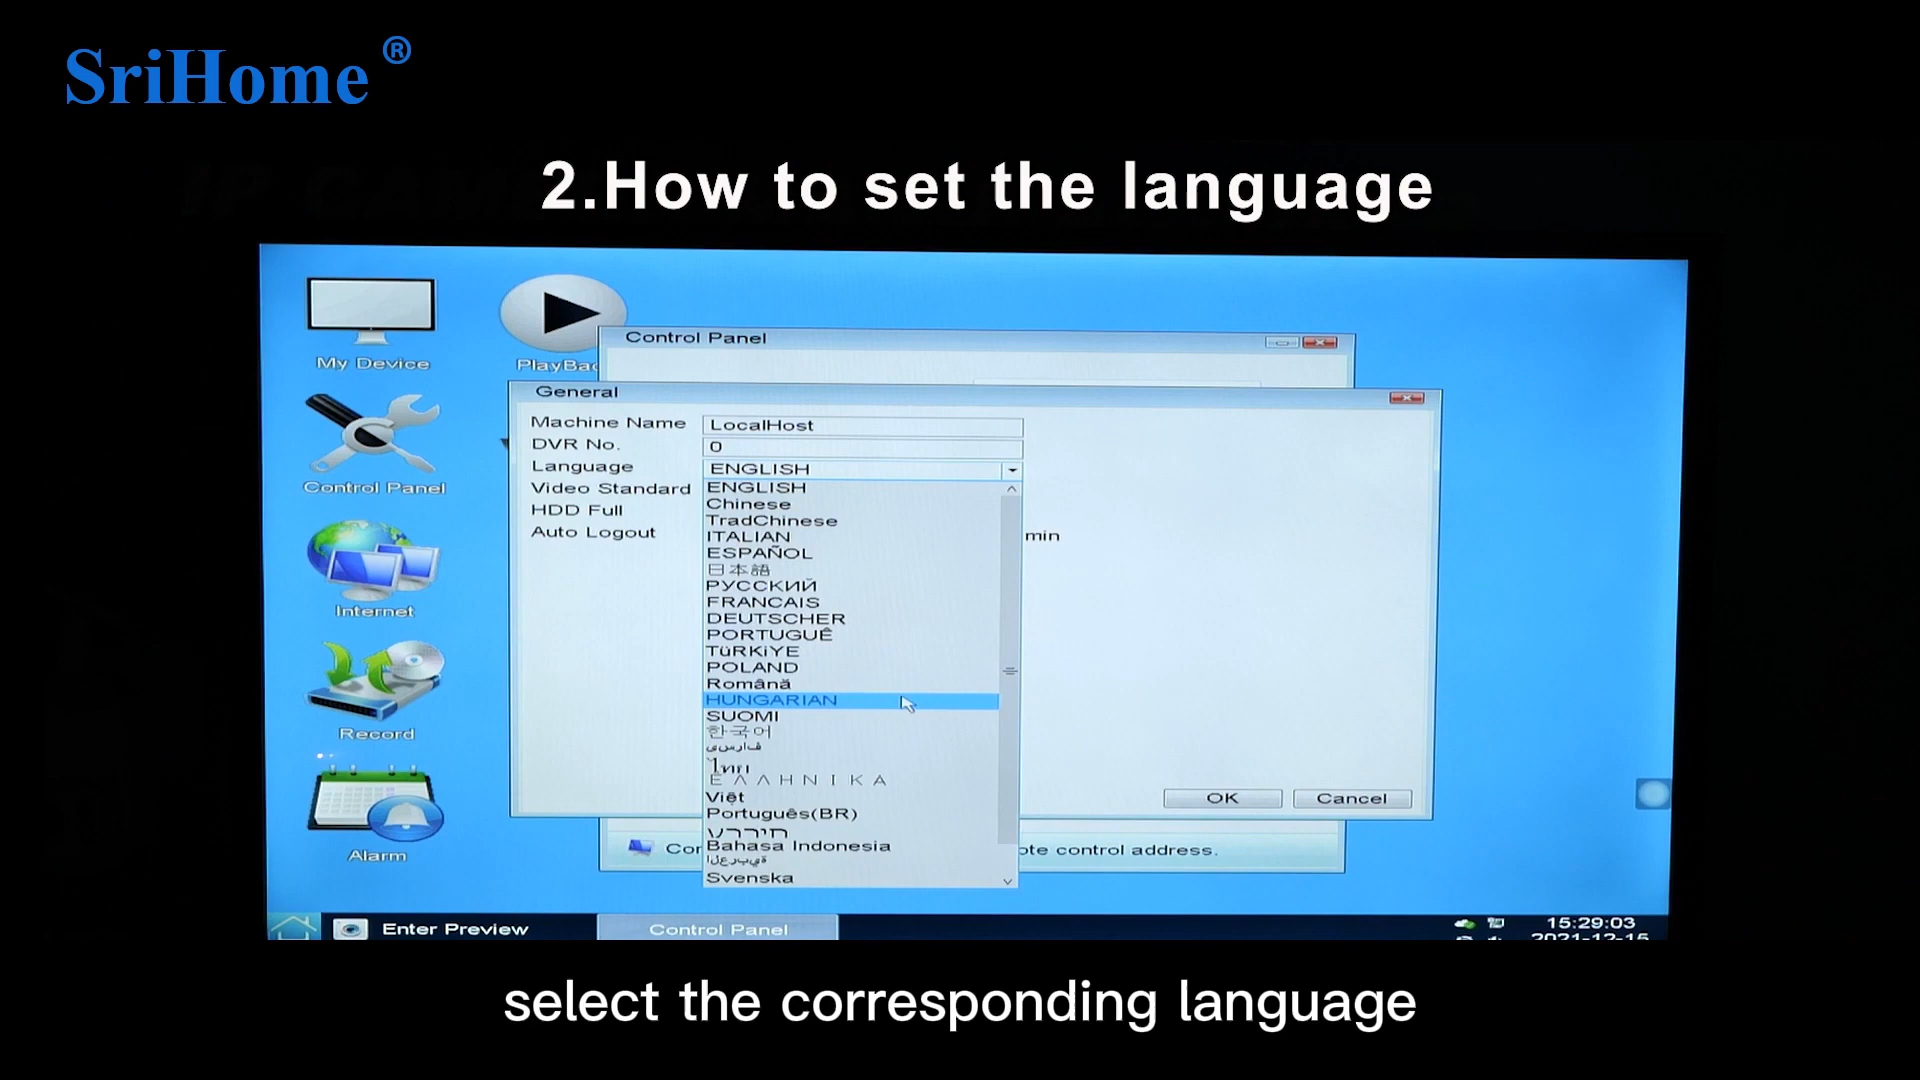 SriHome ®
2.How to set the language
My Device
PlayBac
Control Panel
Internet
Record
Alarm
Control Panel
General
Machine Name LocalHost
DVR No. 0
Language ENGLISH
Video Standard
HDD Full
Auto Logout min
ENGLISH
Chinese
TradChinese
ITALIAN
ESPAÑOL
日本語
РУССКИЙ
FRANCAIS
DEUTSCHER
PORTUGUÊ
TüRKiYE
POLAND
Română
HUNGARIAN
SUOMI
한국어
فارسی
ไทย
ΕΛΛΗΝΙΚΑ
Việt
Português(BR)
עברית
Bahasa Indonesia
العربية
Svenska
OK Cancel
Con
ote control address.
Enter Preview Control Panel 15:29:03
2021-12-15
select the corresponding language